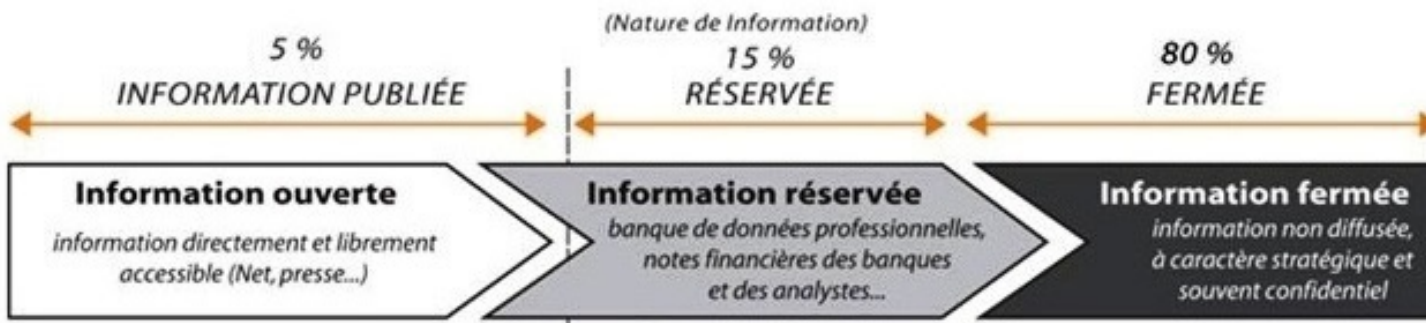 (Nature de Information)
5 %
15 %
80 %
INFORMATION PUBLIÉE
RÉSERVÉE
FERMÉE
Information ouverte
information directement et librement
accessible (Net, presse...)
Information réservée
banque de données professionnelles,
notes financières des banques
et des analystes...
Information fermée
information non diffusée,
à caractère stratégique et
souvent confidentiel